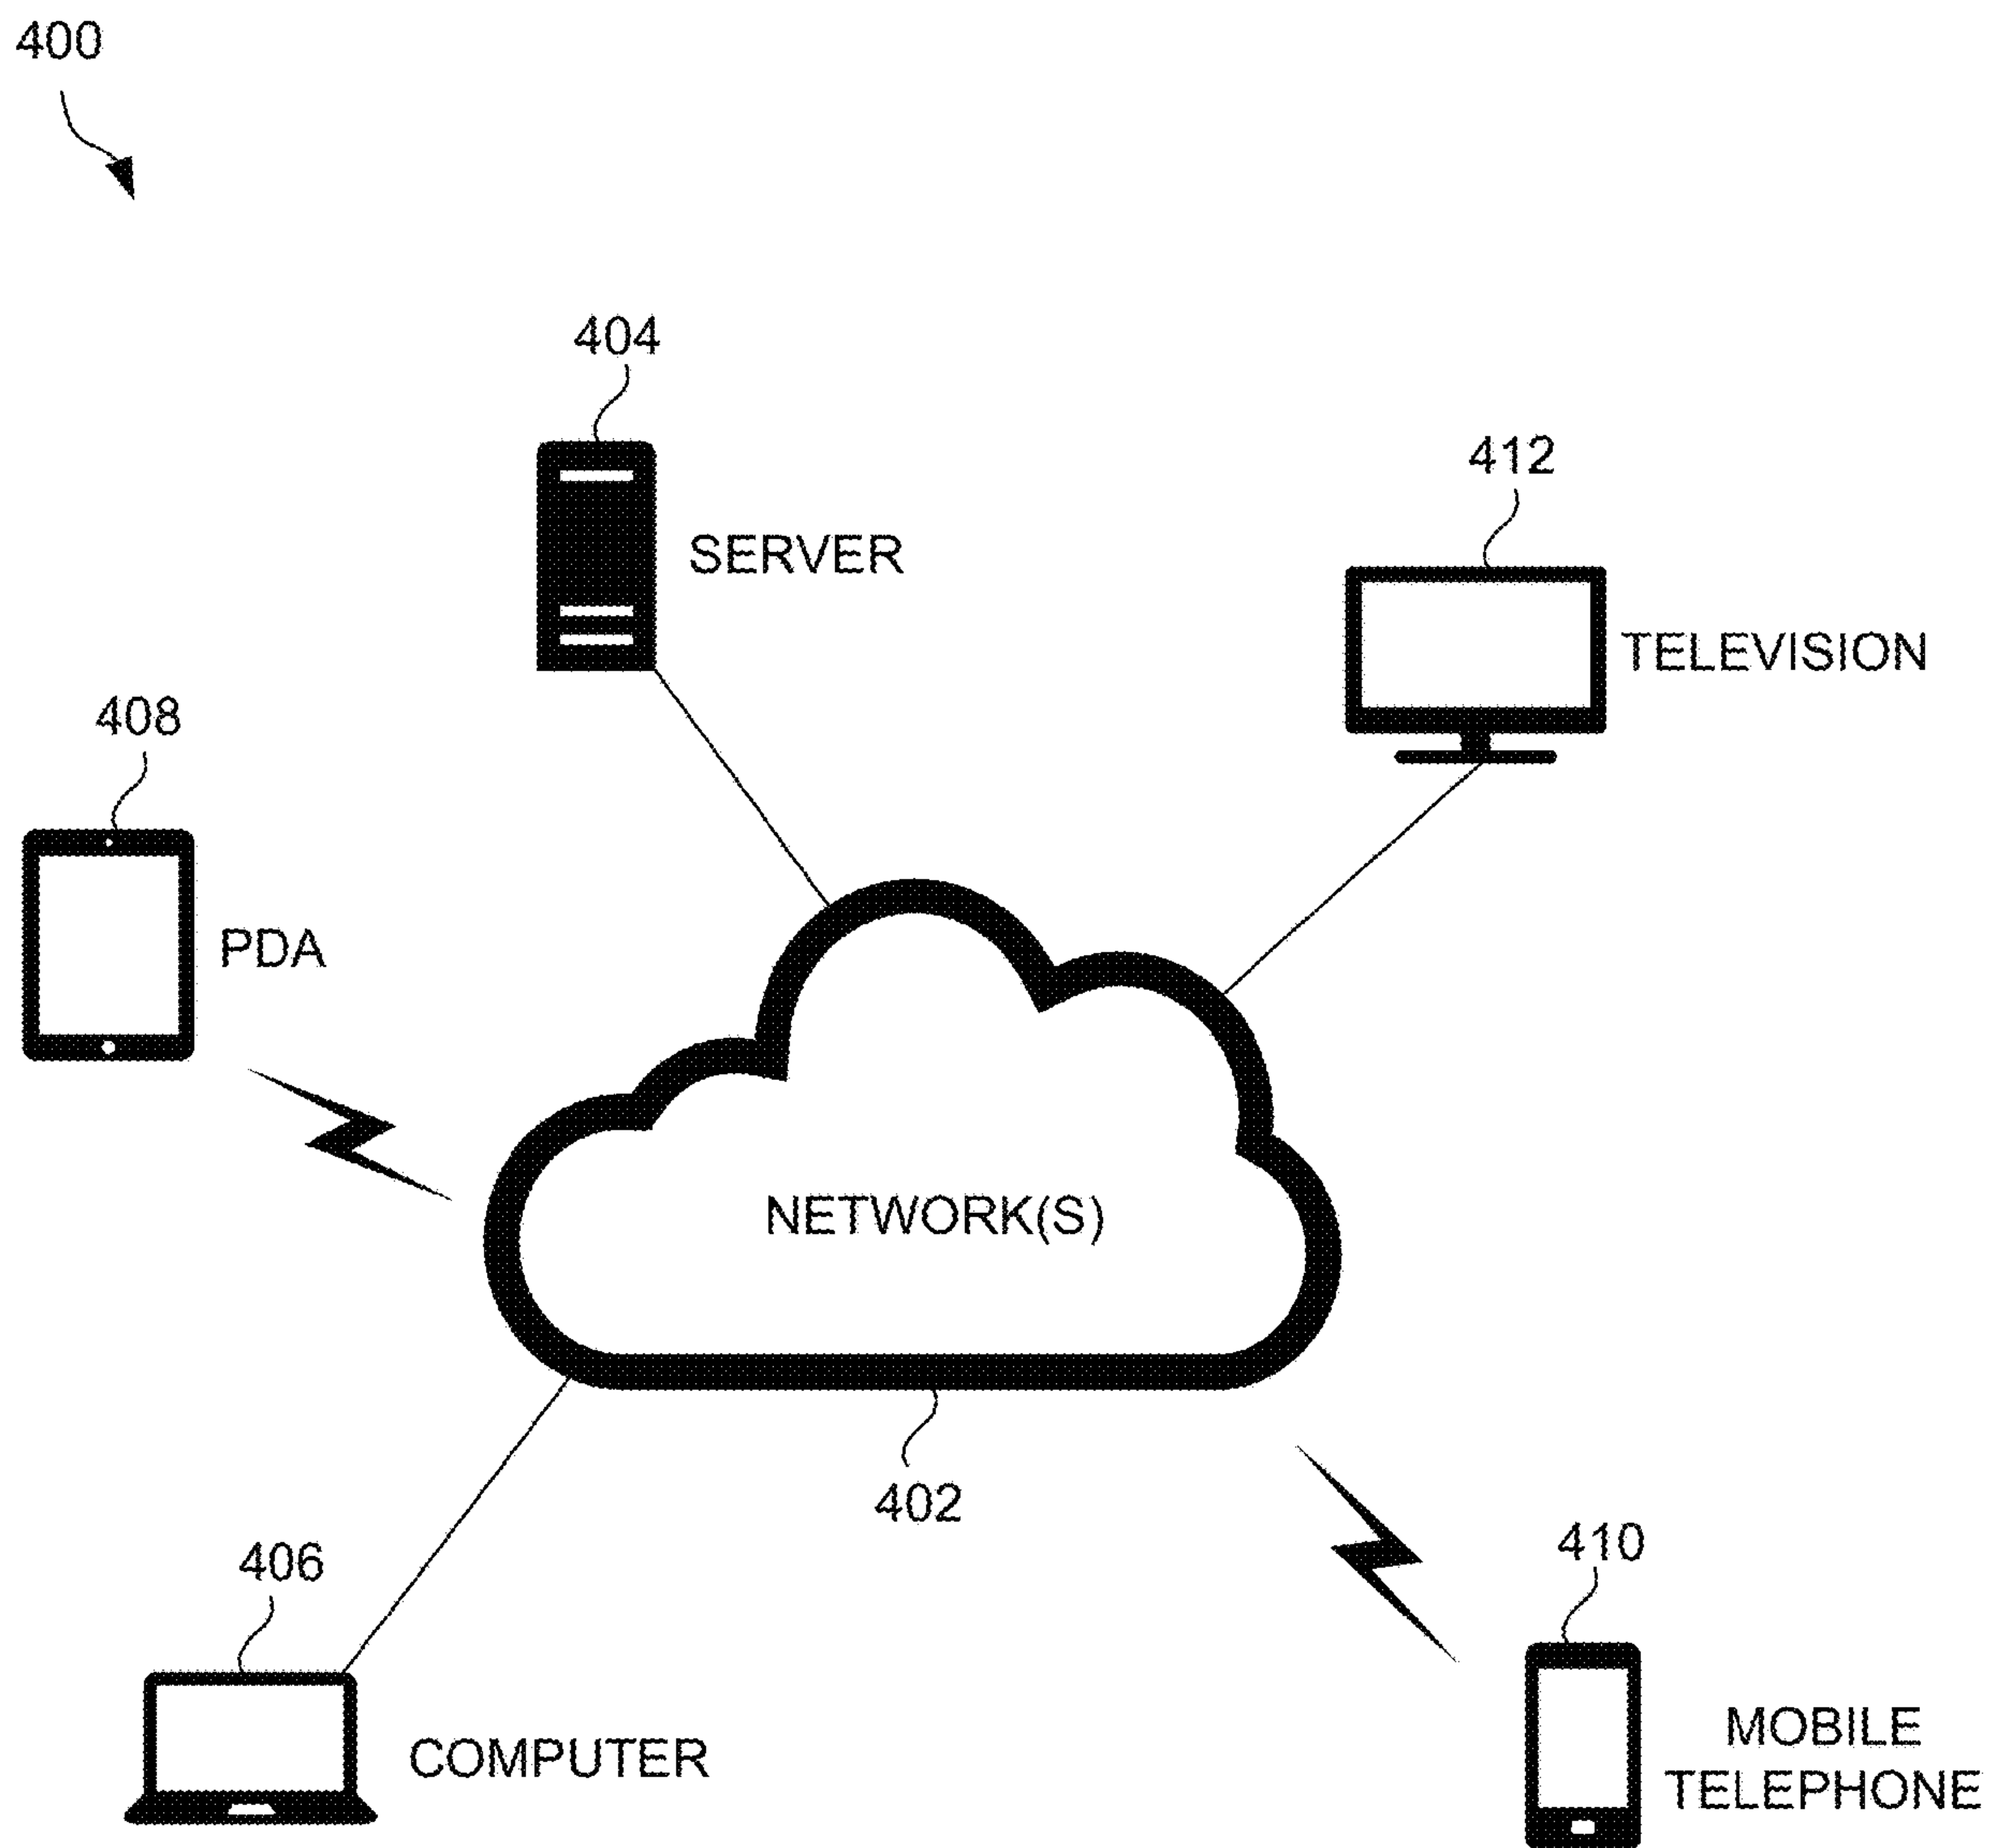 400
404
SERVER
412
TELEVISION
408
PDA
NETWORK(S)
402
406
COMPUTER
410
MOBILE
TELEPHONE